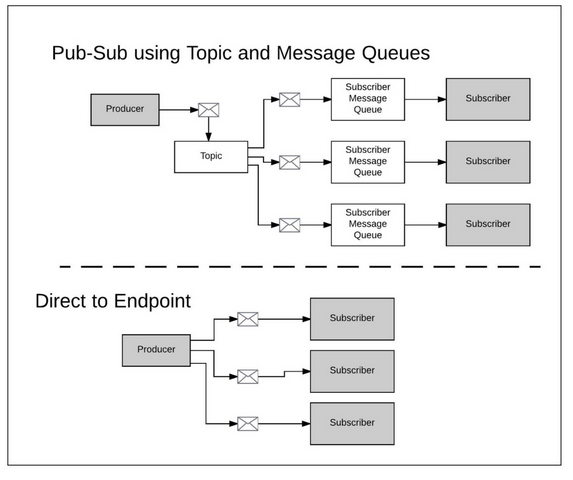 Pub-Sub using Topic and Message Queues
Producer
Topic
Subscriber
Message
Queue
Subscriber
Subscriber
Message
Queue
Subscriber
Subscriber
Message
Queue
Subscriber
Direct to Endpoint
Producer
Subscriber
Subscriber
Subscriber